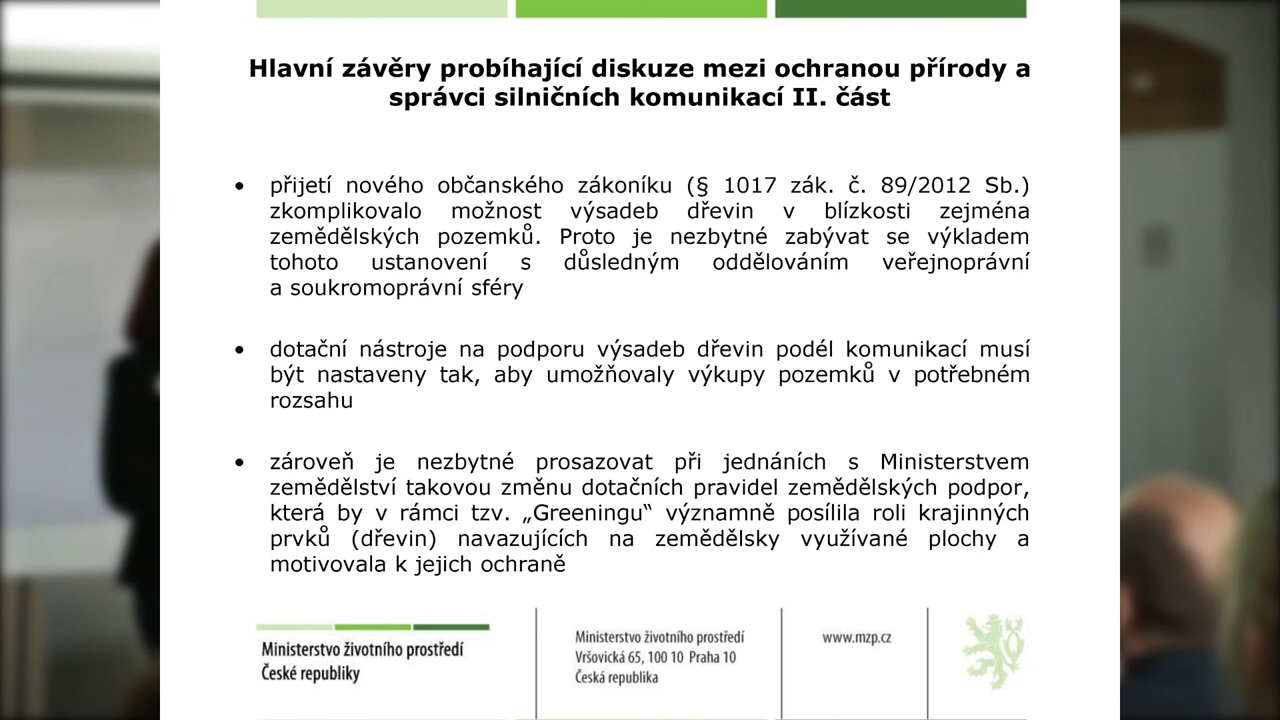 Hlavní závěry probíhající diskuze mezi ochranou přírody a
správci silničních komunikací II. část
• přijetí nového občanského zákoníku (§ 1017 zák. č. 89/2012 Sb.)
zkomplikovalo možnost výsadeb dřevin v blízkosti zejména
zemědělských pozemků. Proto je nezbytné zabývat se výkladem
tohoto ustanovení s důsledným oddělováním veřejnoprávní
a soukromoprávní sféry
• dotační nástroje na podporu výsadeb dřevin podél komunikací musí
být nastaveny tak, aby umožňovaly výkupy pozemků v potřebném
rozsahu
• zároveň je nezbytné prosazovat při jednáních s Ministerstvem
zemědělství takovou změnu dotačních pravidel zemědělských podpor,
která by v rámci tzv. „Greeningu“ významně posílila roli krajinných
prvků (dřevin) navazujících na zemědělsky využívané plochy a
motivovala k jejich ochraně
Ministerstvo životního prostředí
České republiky
Ministerstvo životního prostředí
Vršovická 65, 100 10 Praha 10
Česká republika
www.mzp.cz